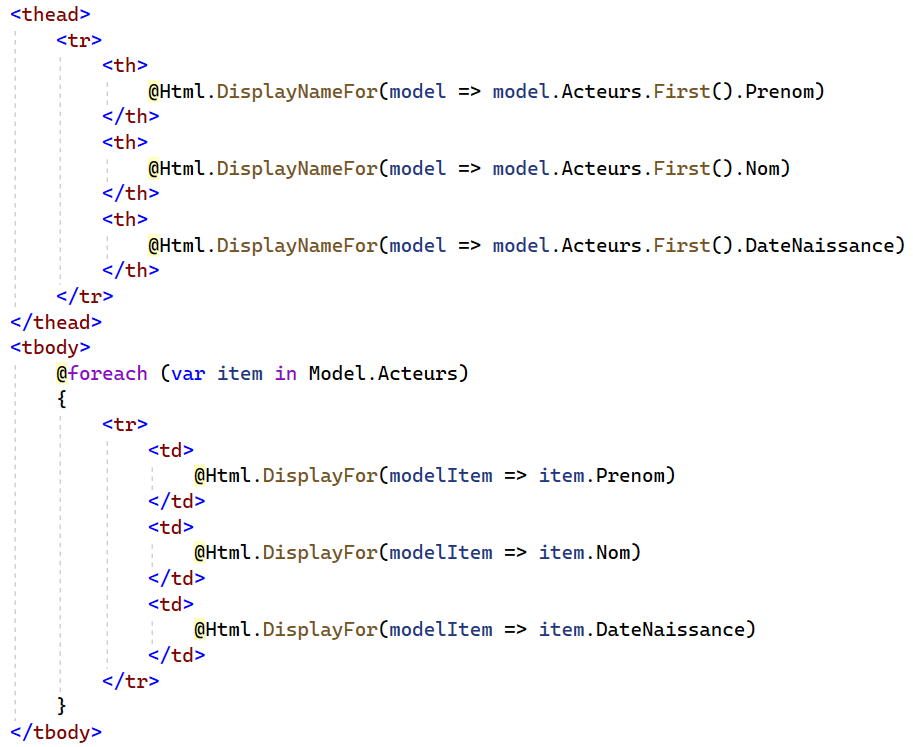 <thead>
    <tr>
        <th>
            @Html.DisplayNameFor(model => model.Acteurs.First().Prenom)
        </th>
        <th>
            @Html.DisplayNameFor(model => model.Acteurs.First().Nom)
        </th>
        <th>
            @Html.DisplayNameFor(model => model.Acteurs.First().DateNaissance)
        </th>
    </tr>
</thead>
<tbody>
    @foreach (var item in Model.Acteurs)
    {
        <tr>
            <td>
                @Html.DisplayFor(modelItem => item.Prenom)
            </td>
            <td>
                @Html.DisplayFor(modelItem => item.Nom)
            </td>
            <td>
                @Html.DisplayFor(modelItem => item.DateNaissance)
            </td>
        </tr>
    }
</tbody>